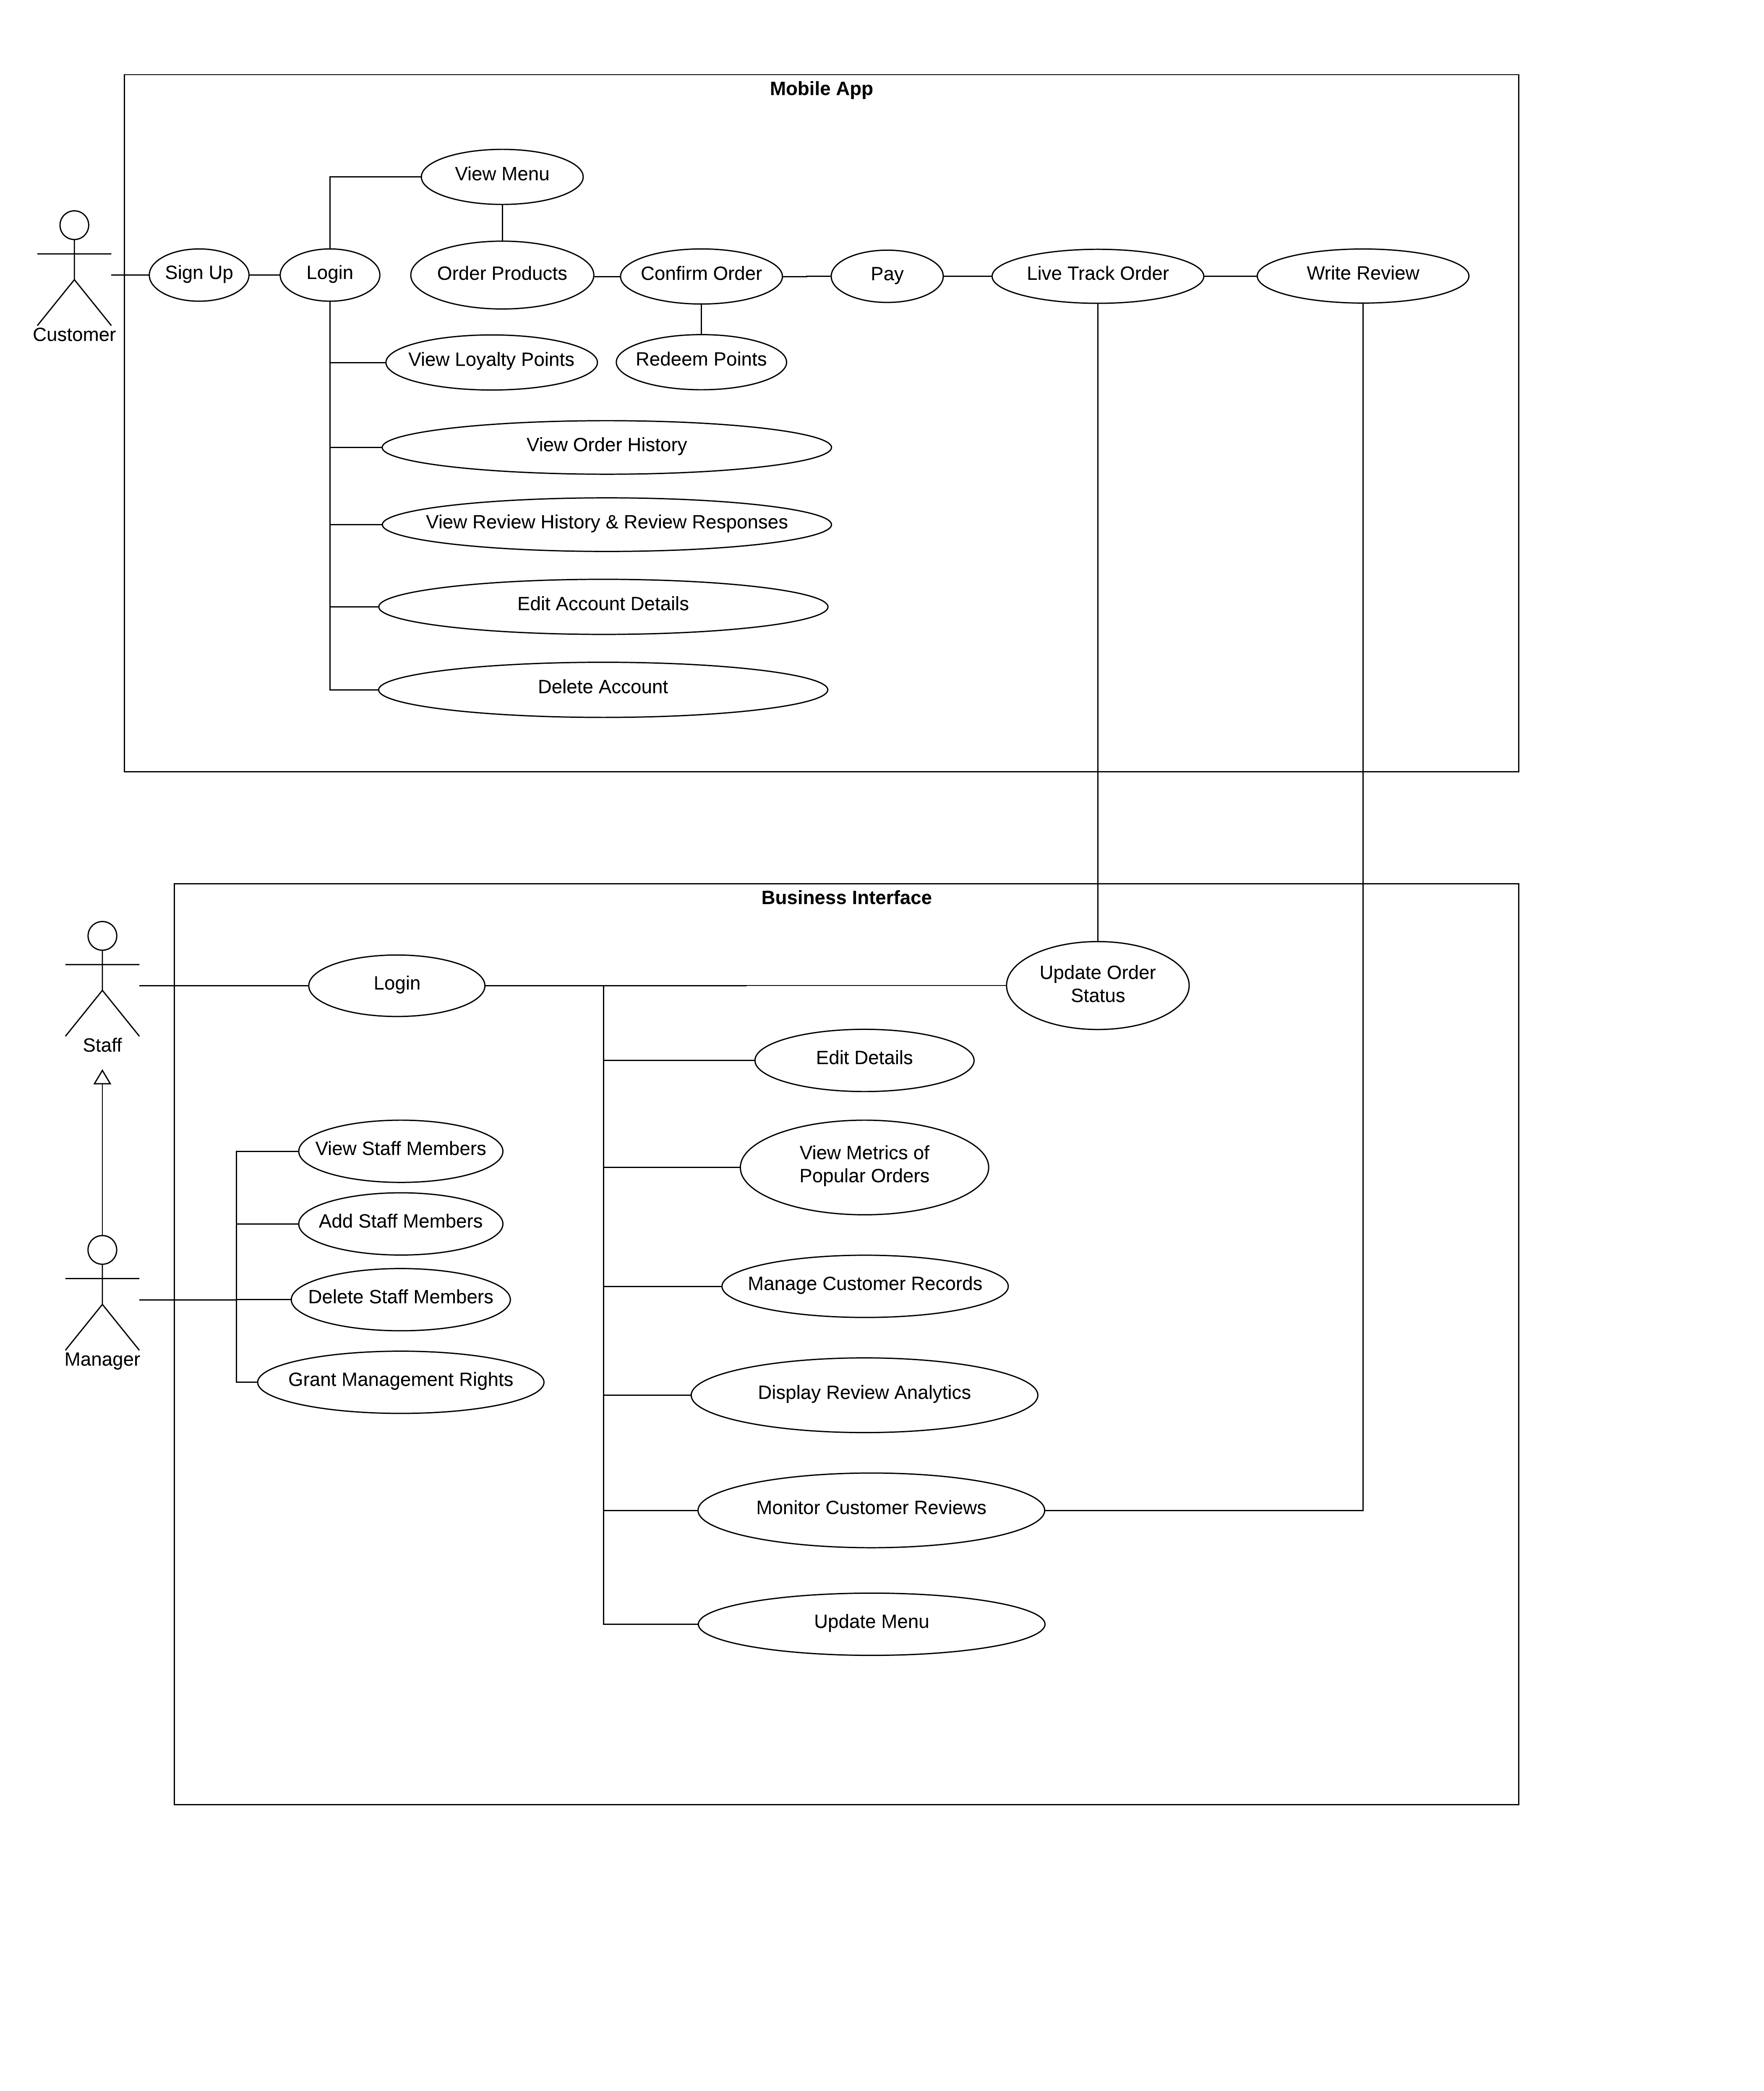 Mobile App
View Menu
Customer
Sign Up
Login
Order Products
Confirm Order
Pay
Live Track Order
Write Review
View Loyalty Points
Redeem Points
View Order History
View Review History & Review Responses
Edit Account Details
Delete Account
Business Interface
Staff
Login
Update Order
Status
Edit Details
View Metrics of
Popular Orders
Manage Customer Records
Display Review Analytics
Monitor Customer Reviews
Update Menu
View Staff Members
Add Staff Members
Delete Staff Members
Grant Management Rights
Manager